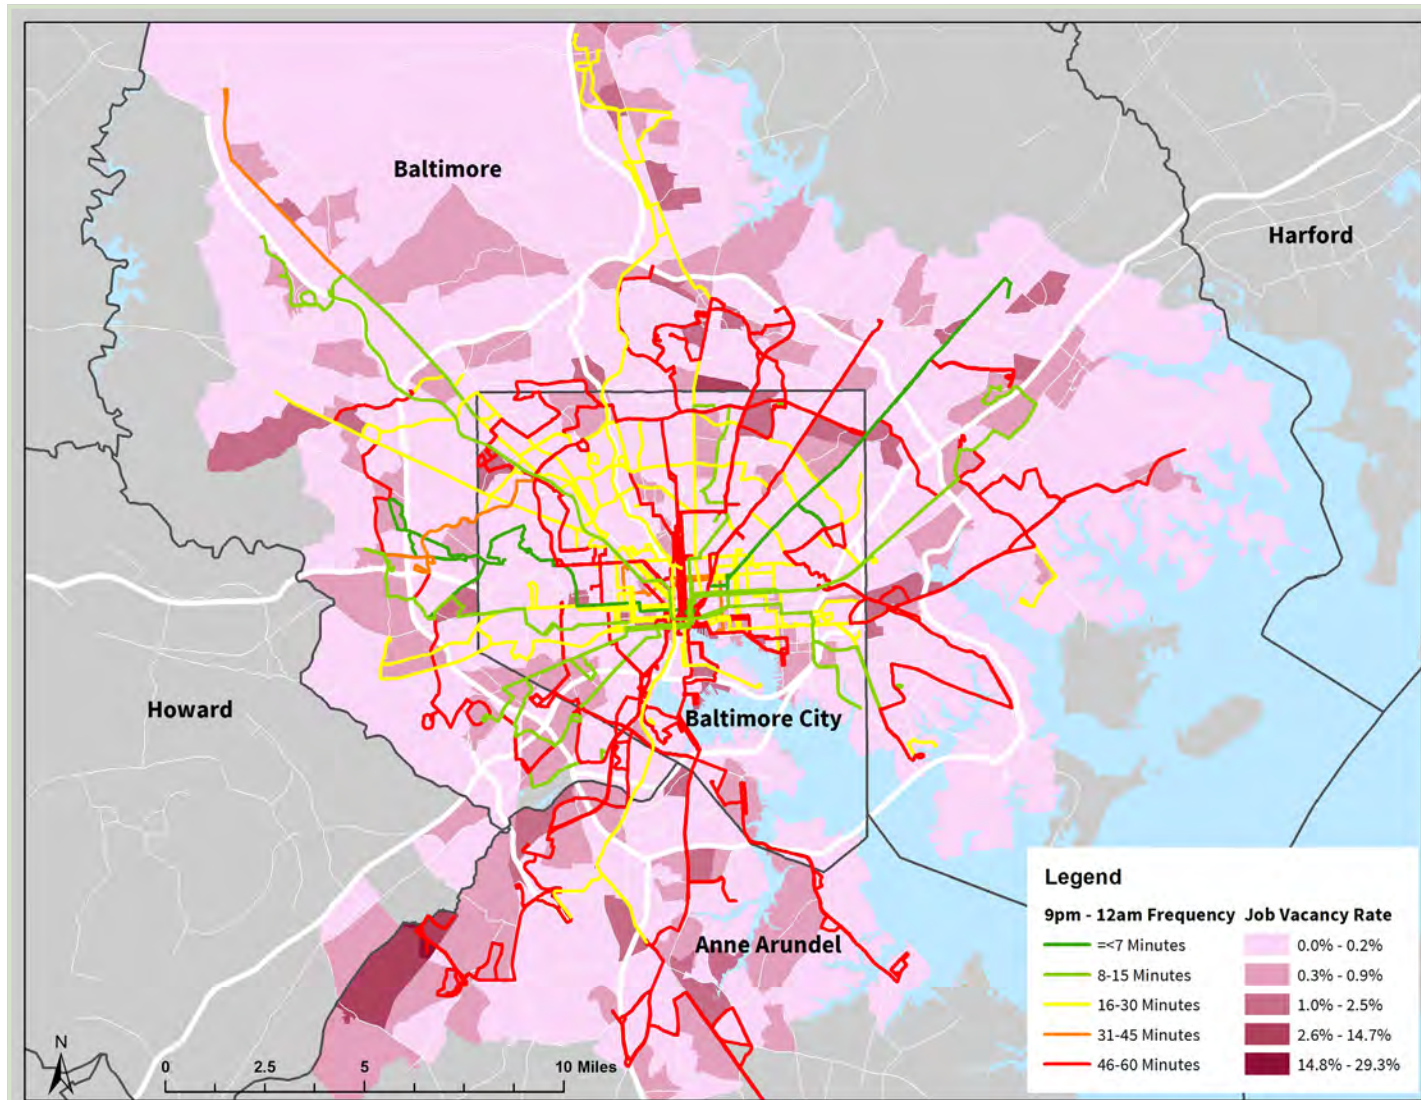 Baltimore
Harford
Howard
Baltimore City
Anne Arundel
Legend
9pm - 12am Frequency Job Vacancy Rate
=<7 Minutes 0.0% - 0.2%
8-15 Minutes 0.3% - 0.9%
16-30 Minutes 1.0% - 2.5%
31-45 Minutes 2.6% - 14.7%
46-60 Minutes 14.8% - 29.3%
N
0 2.5 5 10 Miles